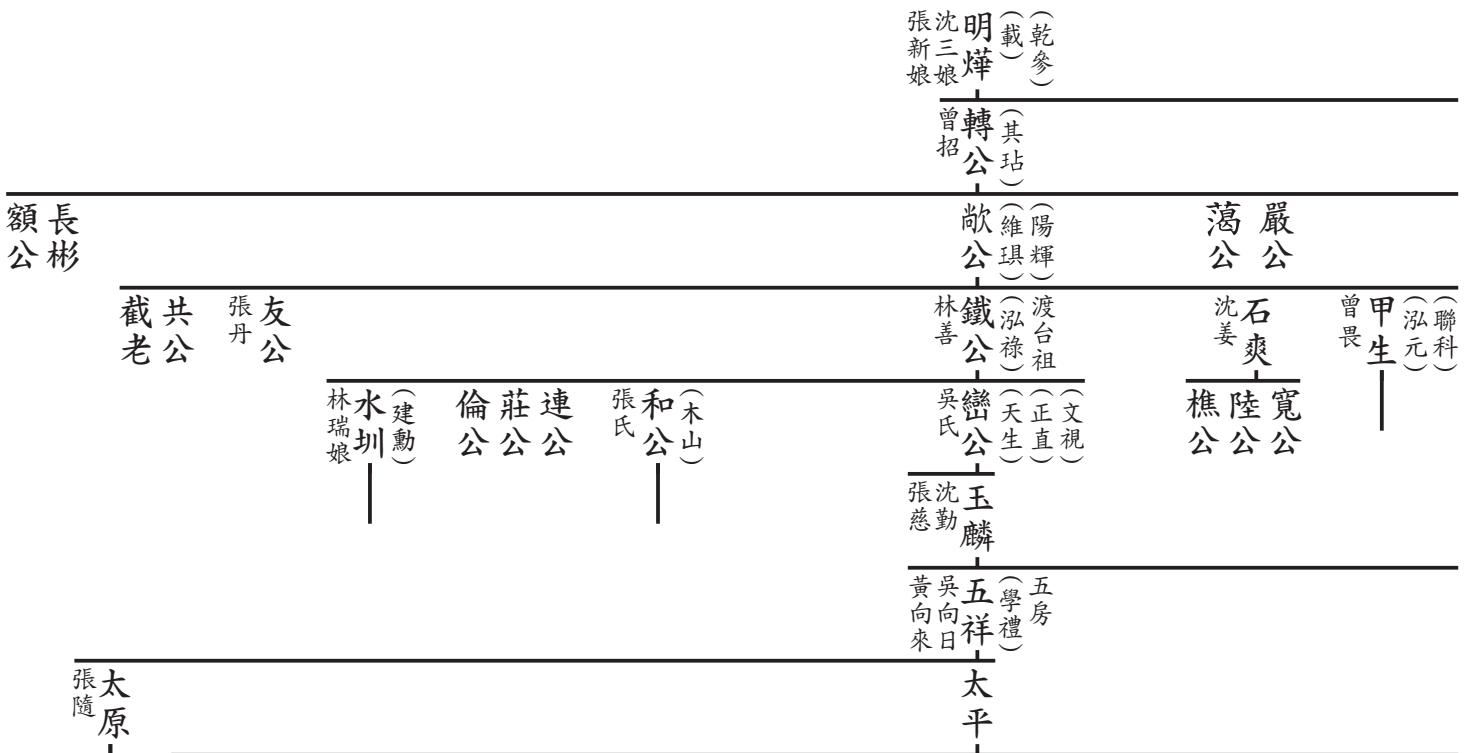 (乾參)
(載)
明燁
沈三娘
張新娘
(其玷)
轉公
曾招
嚴公
蕩公
(陽輝)
(維琪)
敞公
長彬
額公
(聯科)
(泓元)
甲生
曾畏
石爽
沈姜
渡台祖
(泓祿)
鐵公
林善
友公
張丹
共公
截老
寬公
陸公
樵公
(文視)
(正直)
(天生)
巒公
吳氏
(木山)
和公
張氏
連公
莊公
倫公
(建勳)
水圳
林瑞娘
玉麟
沈勤
張慈
五房
(學禮)
五祥
吳向日
黃向來
太平
太原
張隨